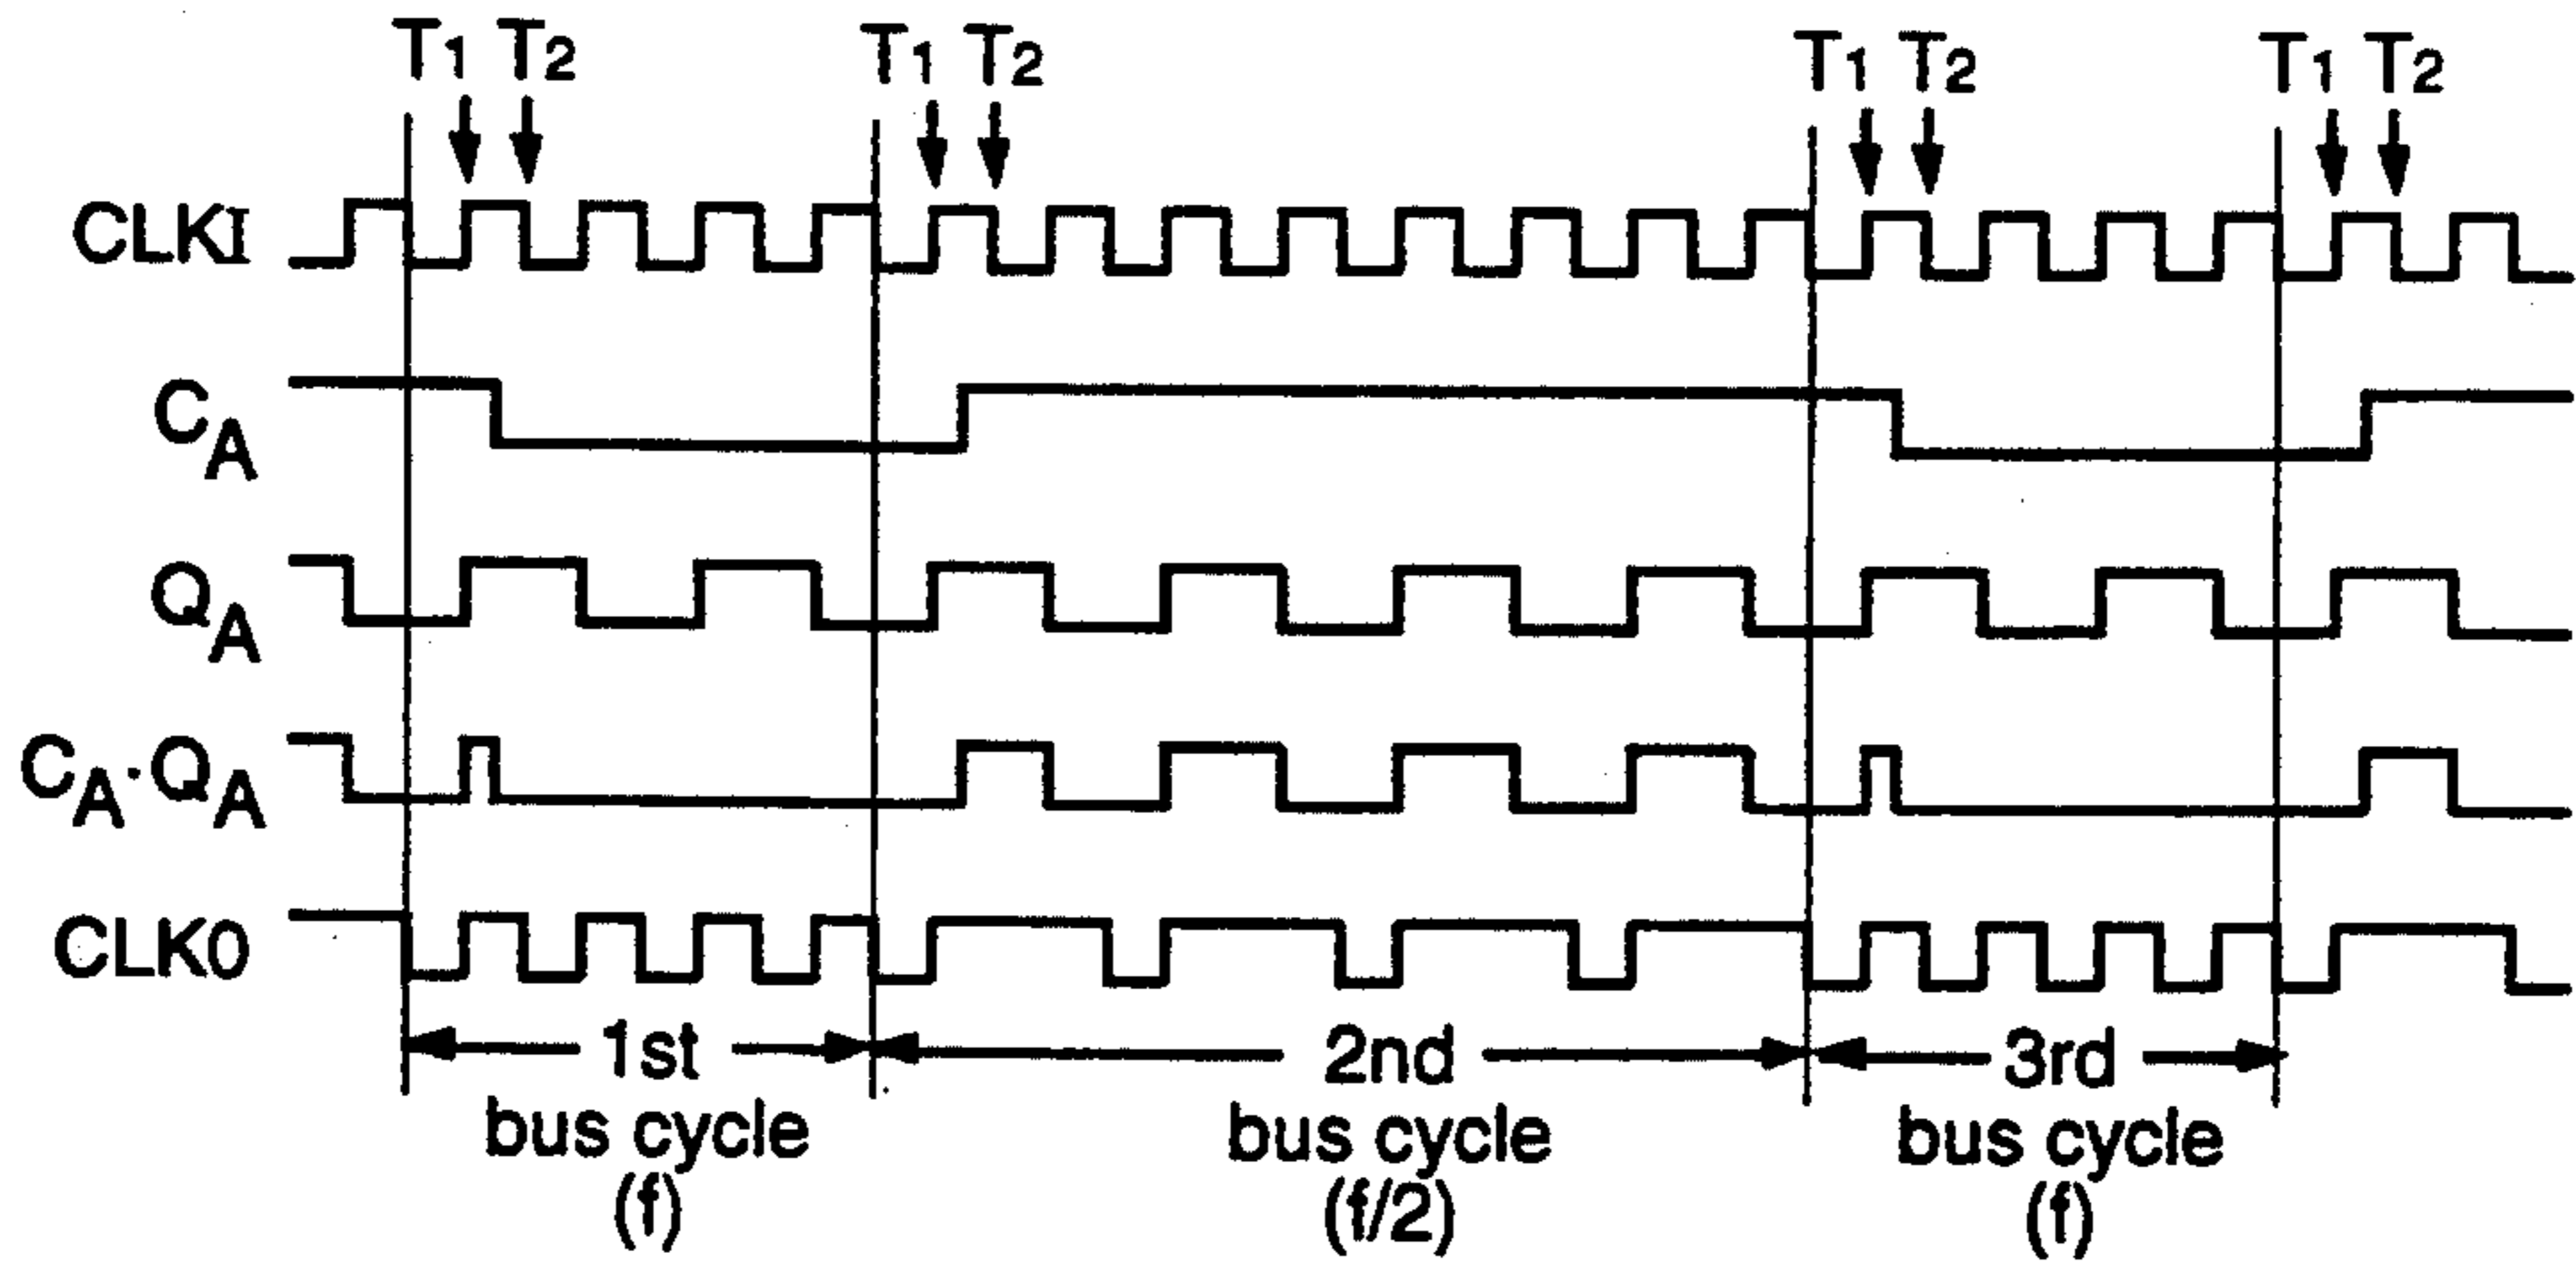 T1 T2 T1 T2 T1 T2 T1 T2
CLKI
CA
QA
CA·QA
CLK0
1st bus cycle (f)
2nd bus cycle (f/2)
3rd bus cycle (f)